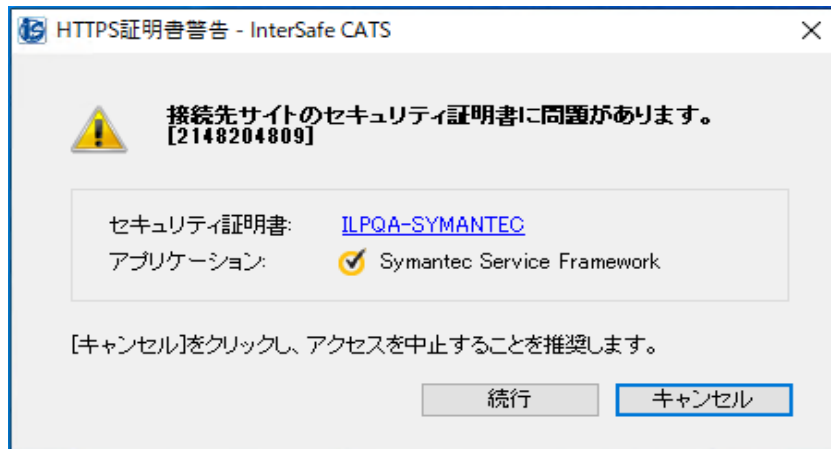 HTTPS証明書警告 - InterSafe CATS
接続先サイトのセキュリティ証明書に問題があります。
[2148204809]
セキュリティ証明書: ILPQA-SYMANTEC
アプリケーション: Symantec Service Framework
[キャンセル]をクリックし、アクセスを中止することを推奨します。
続行 キャンセル